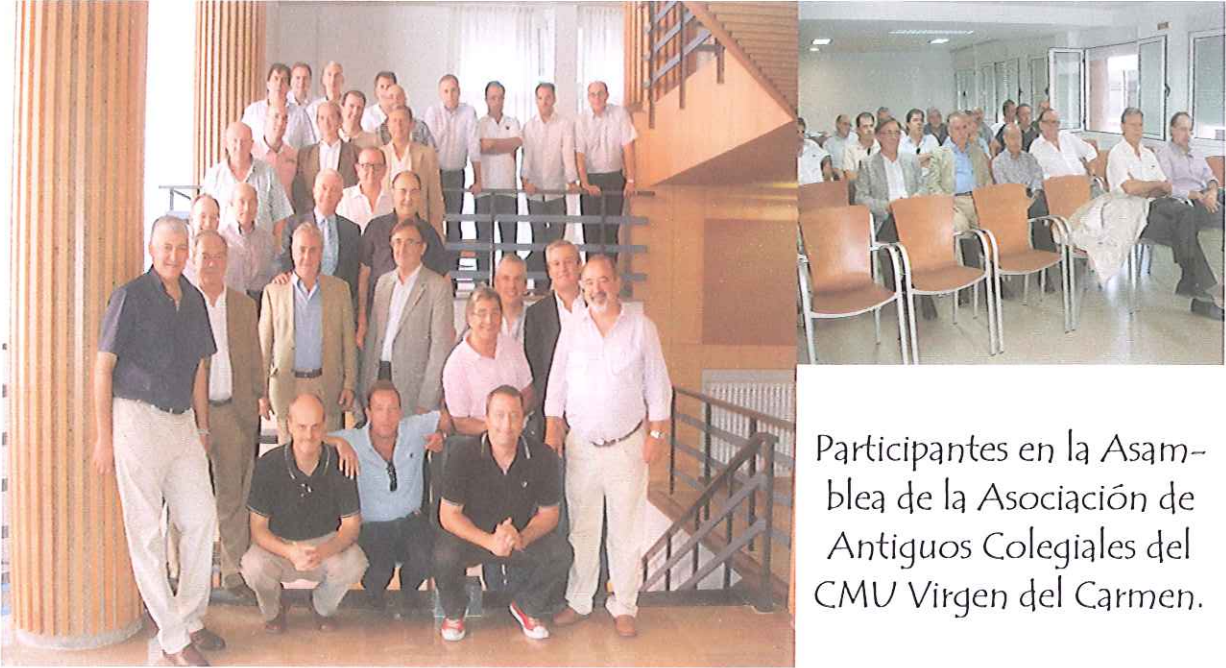 Participantes en la Asam-
blea de la Asociación de
Antiguos Colegiales del
CMU Virgen del Carmen.